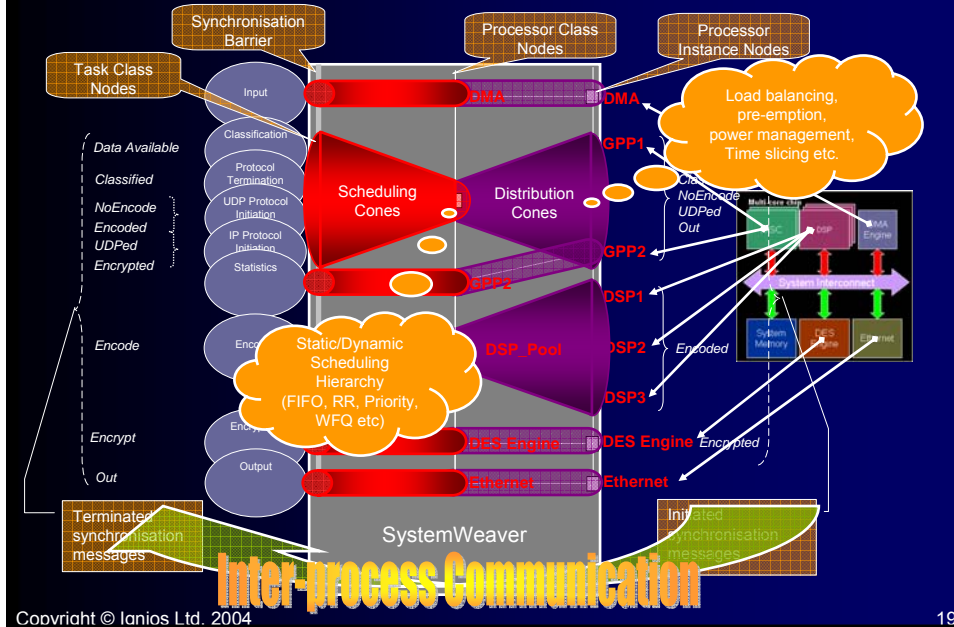 Synchronisation
Barrier
Processor Class
Nodes
Processor
Instance Nodes
Task Class
Nodes
Input
Classification
Protocol
Termination
UDP Protocol
Initiation
IP Protocol
Initiation
Statistics
Output
Data Available
Classified
NoEncode
Encoded
UDPed
Encrypted
Encode
Encrypt
Out
Scheduling
Cones
Distribution
Cones
DMA
GPP2
DSP_Pool
DES Engine
Ethernet
DMA
GPP1
GPP2
DSP1
DSP2
DSP3
DES Engine
Ethernet
NoEncode
UDPed
Out
Encoded
Encrypted
Load balancing,
pre-emption,
power management,
Time slicing etc.
Static/Dynamic
Scheduling
Hierarchy
(FIFO, RR, Priority,
WFQ etc)
Multi-core chip
DSP
Engine
System Interconnect
System
Memory
DES
Engine
Ethernet
Terminated
synchronisation
messages
Initiated
synchronisation
messages
SystemWeaver
Inter-process Communication
Copyright © Ignios Ltd. 2004
19